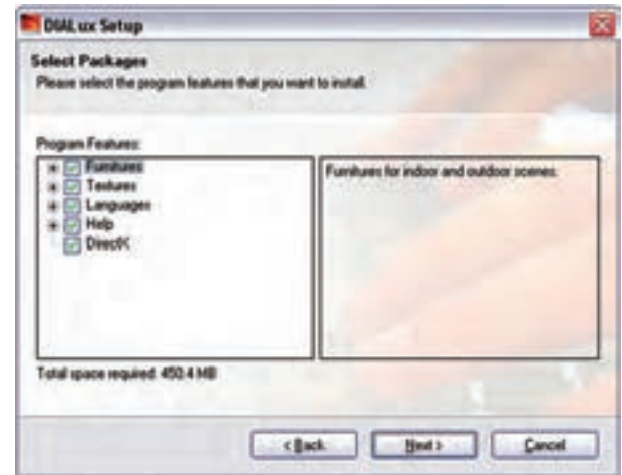 DIALux Setup
Select Packages
Please select the program features that you want to install.
Program Features:
Furnitures
Textures
Languages
Help
DirectX
Furnitures for indoor and outdoor scenes.
Total space required: 450.4 MB
< Back
Next >
Cancel